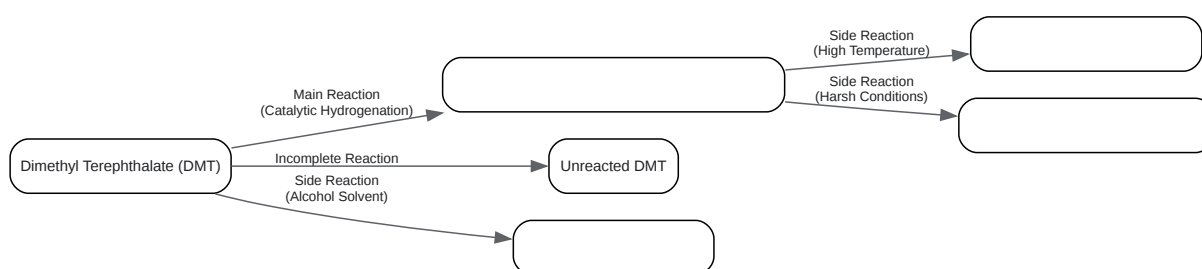 Side Reaction
(High Temperature)
Main Reaction
(Catalytic Hydrogenation)
Side Reaction
(Harsh Conditions)
Dimethyl Terephthalate (DMT)
Incomplete Reaction
Unreacted DMT
Side Reaction
(Alcohol Solvent)